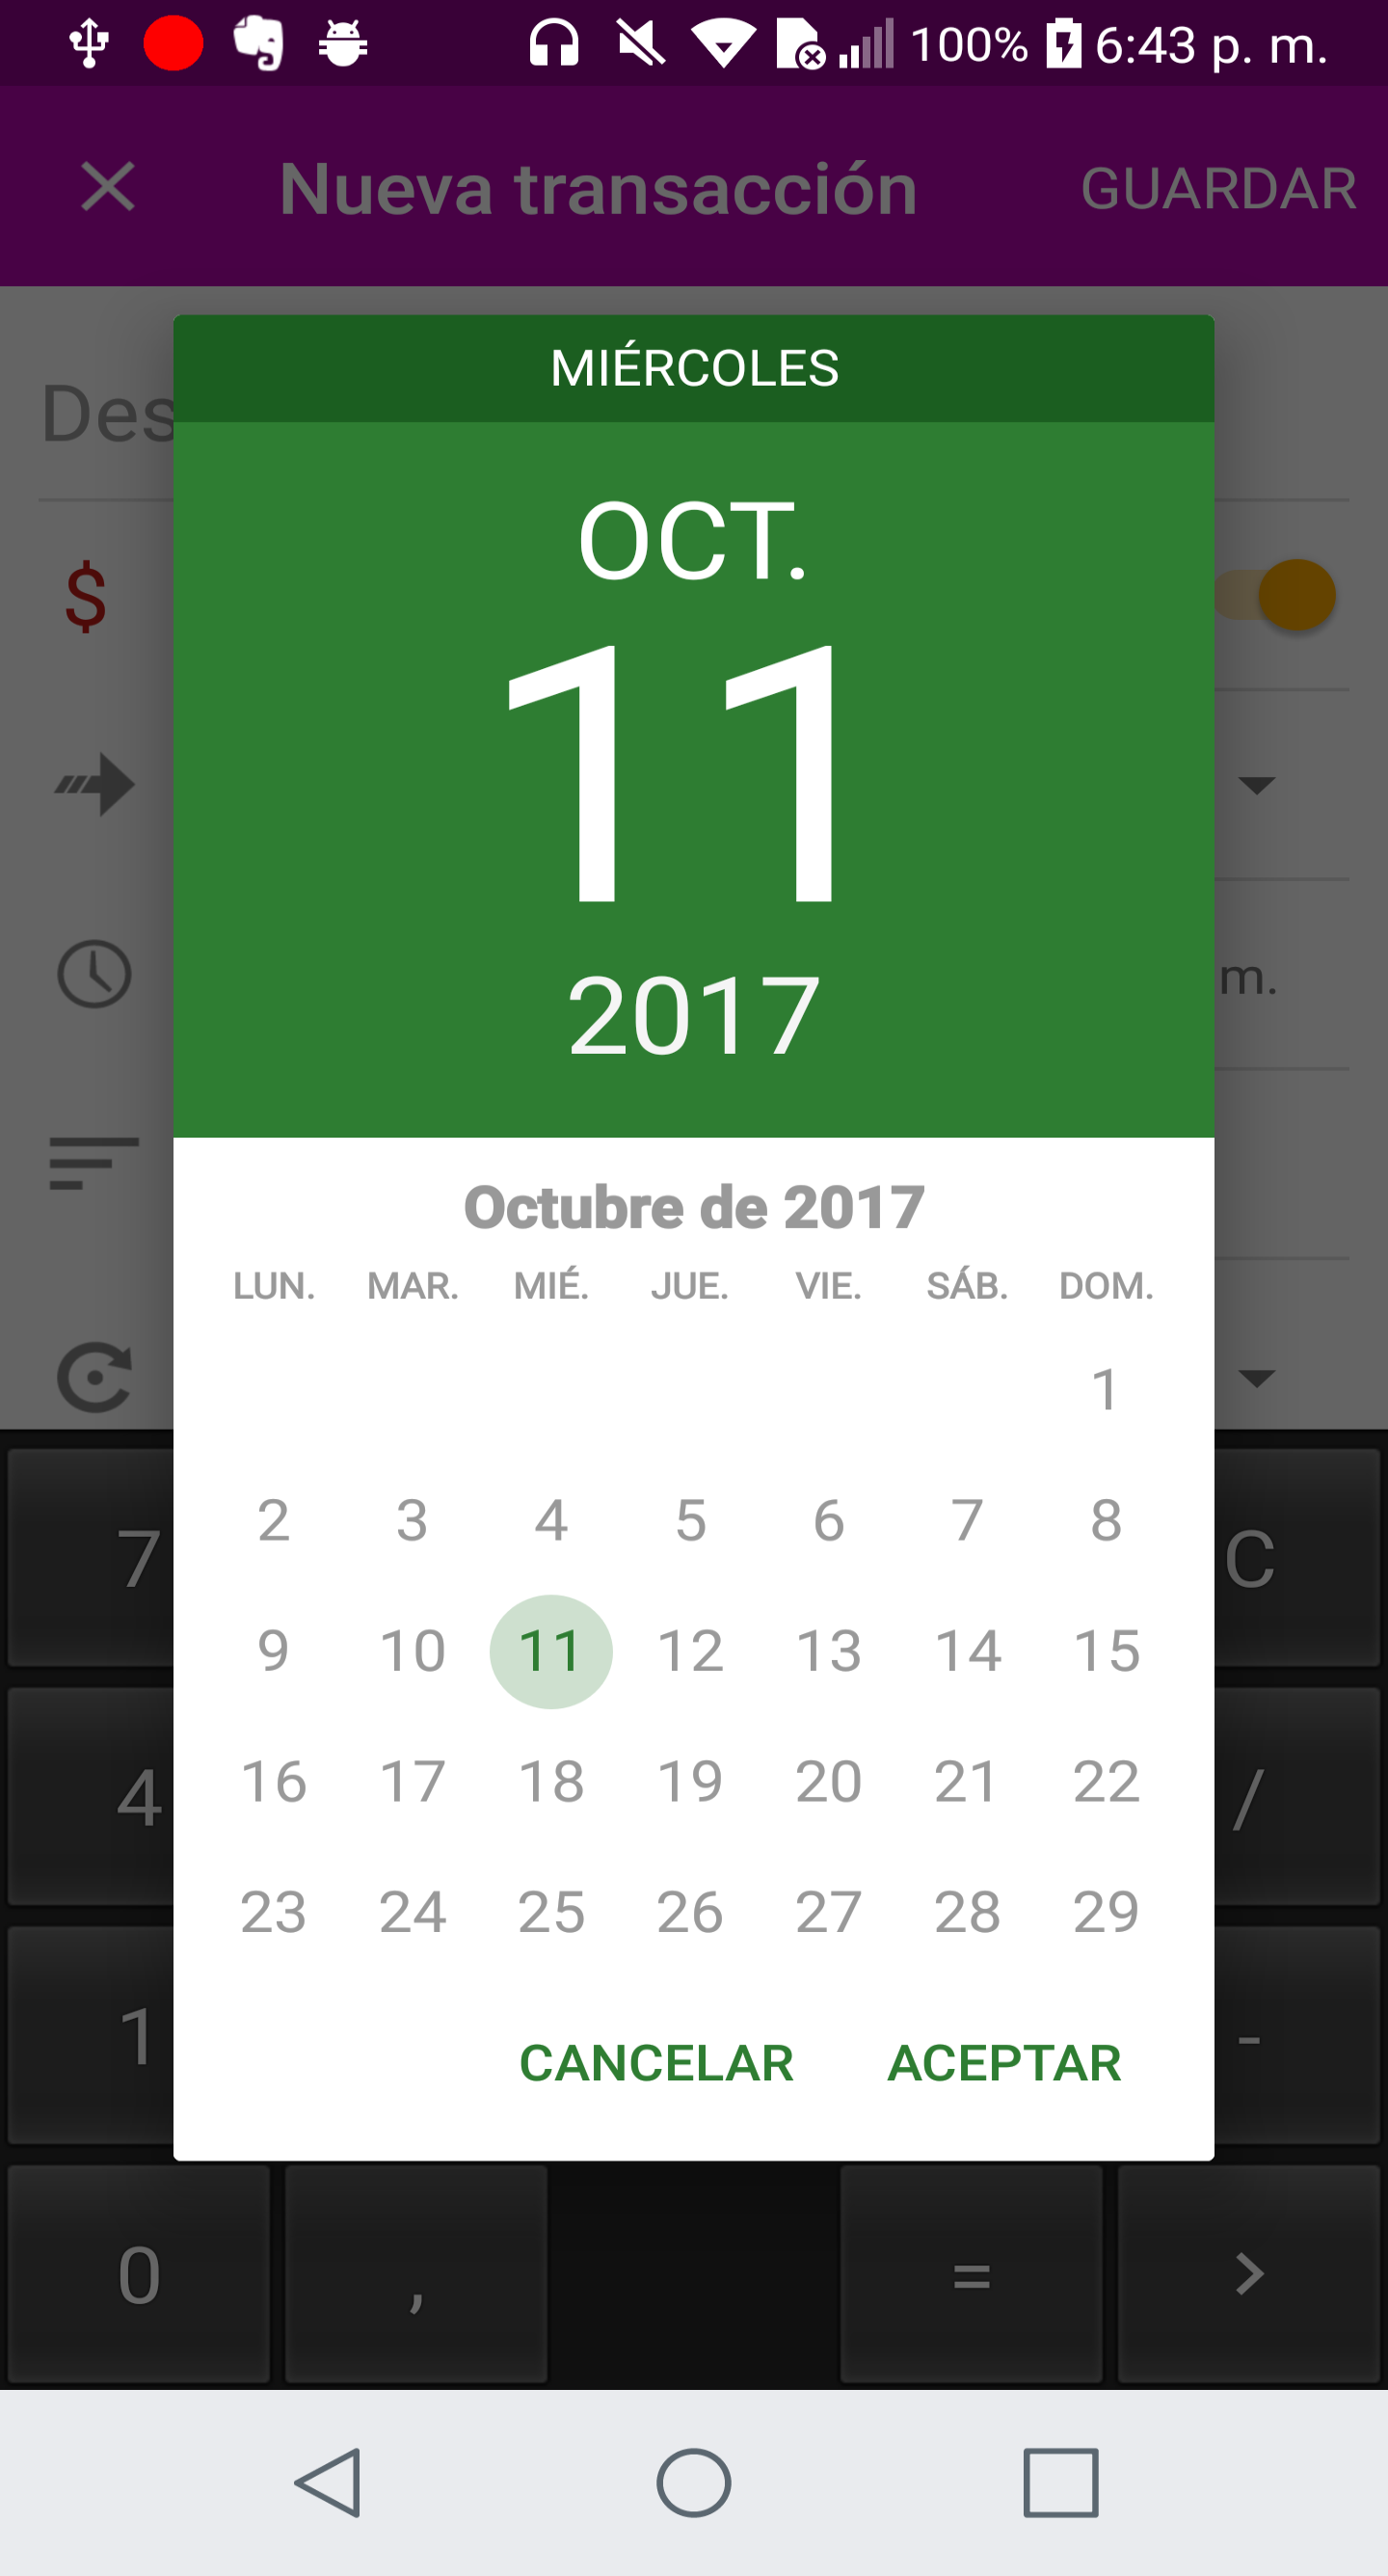 100% 6:43 p. m.
Nueva transacción GUARDAR
MIÉRCOLES
Des
OCT.
$
11
m.
2017
Octubre de 2017
LUN. MAR. MIÉ. JUE. VIE. SÁB. DOM.
1
2 3 4 5 6 7 8
7 C
9 10 11 12 13 14 15
16 17 18 19 20 21 22
4 /
23 24 25 26 27 28 29
1 -
CANCELAR ACEPTAR
0 , = >